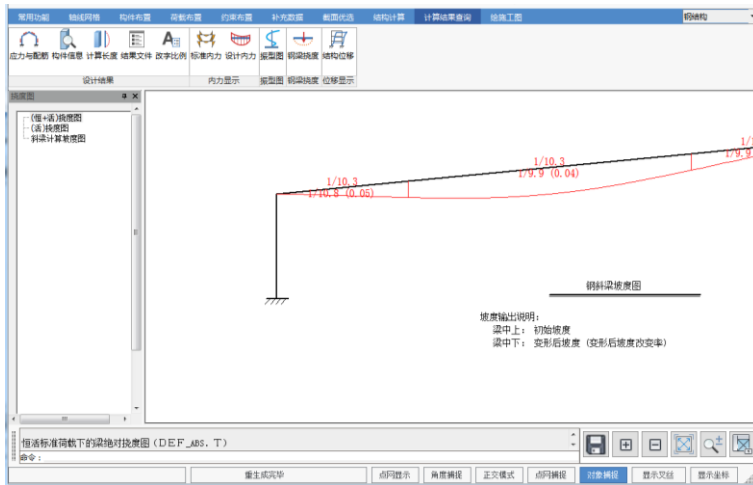 常用功能 轴线网格 构件布置 荷载布置 约束布置 补充数据 截面优选 结构计算 计算结果查询 绘施工图 钢结构
应力与配筋 构件信息 计算长度 结果文件 改字比例 标准内力 设计内力 振型图 钢梁挠度 结构位移
设计结果 内力显示 振型图 钢梁挠度 位移显示
挠度图
(恒+活)挠度图
(活)挠度图
斜梁计算坡度图
1/10.3
1/10.8 (0.05)
1/10.3
1/9.9 (0.04)
1/9.9
钢斜梁坡度图
坡度输出说明:
梁中上: 初始坡度
梁中下: 变形后坡度 (变形后坡度改变率)
恒活标准荷载下的梁绝对挠度图(DEF_ABS. T)
命令:
重生成完毕 点网显示 角度捕捉 正交模式 点网捕捉 对象捕捉 显示叉丝 显示坐标